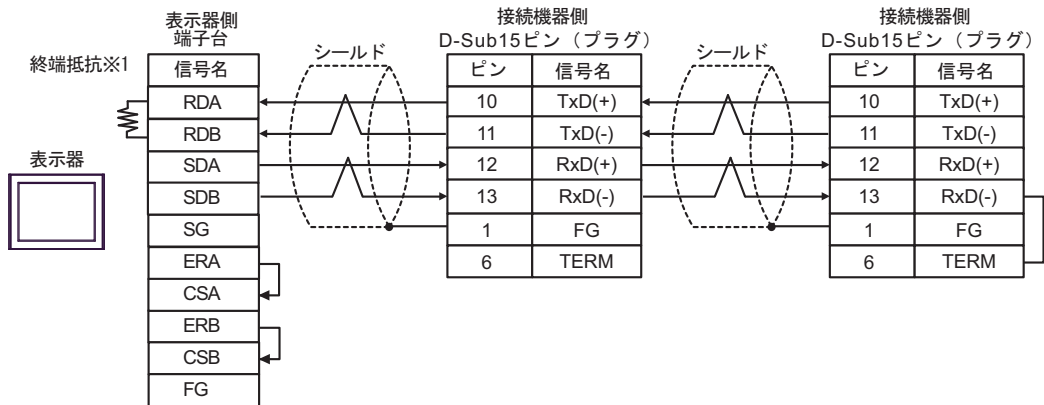 表示器側
端子台
接続機器側
D-Sub15ピン（プラグ）
接続機器側
D-Sub15ピン（プラグ）
終端抵抗※1
シールド
シールド
信号名
ピン 信号名
ピン 信号名
RDA
10 TxD(+)
10 TxD(+)
RDB
11 TxD(-)
11 TxD(-)
表示器
SDA
12 RxD(+)
12 RxD(+)
SDB
13 RxD(-)
13 RxD(-)
SG
1 FG
1 FG
ERA
6 TERM
6 TERM
CSA
ERB
CSB
FG